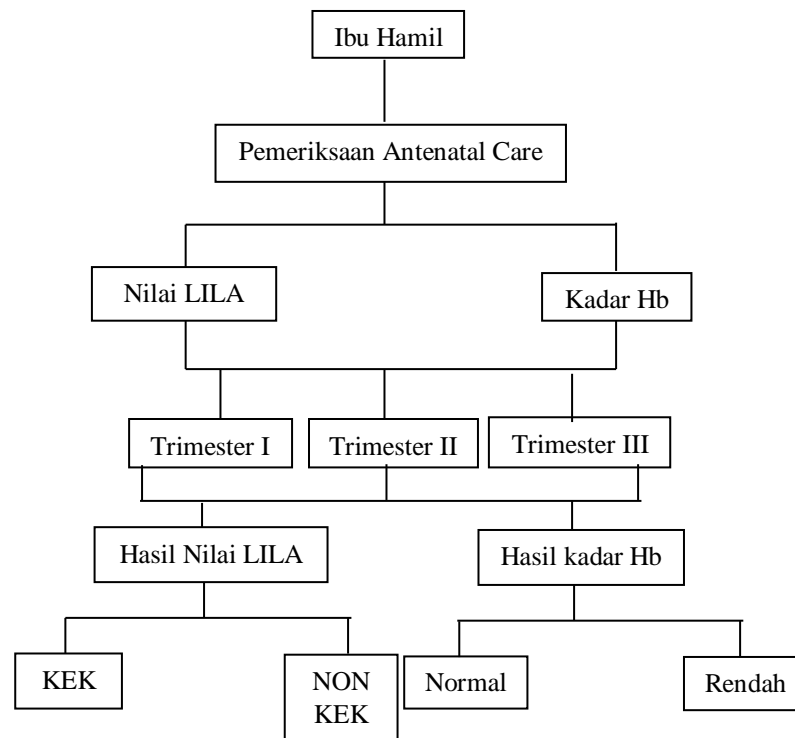 Ibu Hamil
Pemeriksaan Antenatal Care
Nilai LILA
Kadar Hb
Trimester I
Trimester II
Trimester III
Hasil Nilai LILA
Hasil kadar Hb
KEK
NON
KEK
Normal
Rendah